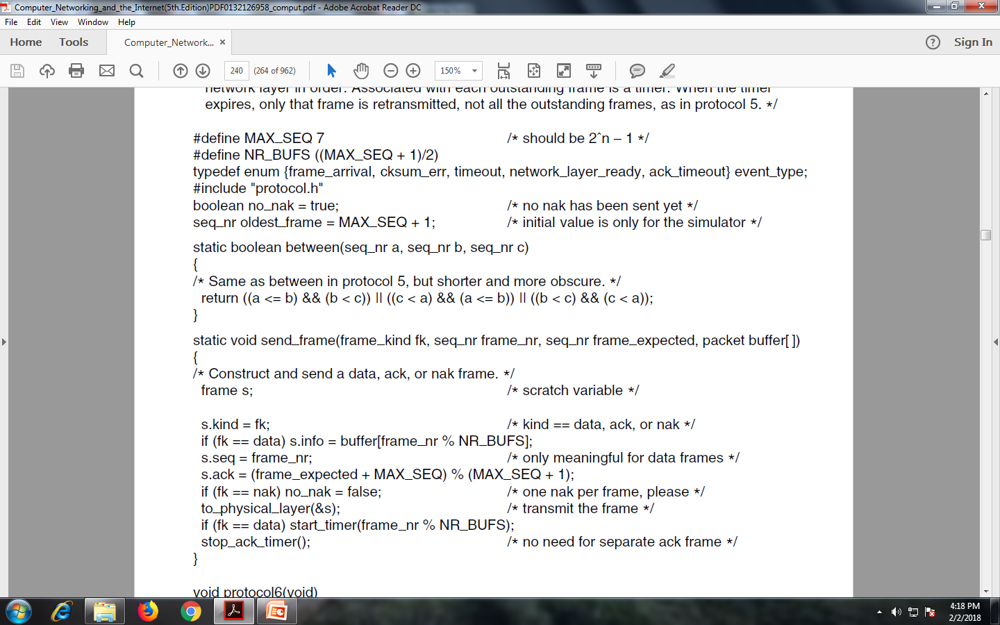 Computer_Networking_and_the_Internet(5th.Edition)PDF0132126958_comput.pdf - Adobe Acrobat Reader DC
File Edit View Window Help
Home Tools Computer_Network... × ? Sign In
240 (264 of 962) 150%
network layer in order. Associated with each outstanding frame is a timer. When the timer
expires, only that frame is retransmitted, not all the outstanding frames, as in protocol 5. */
#define MAX_SEQ 7 /* should be 2^n – 1 */
#define NR_BUFS ((MAX_SEQ + 1)/2)
typedef enum {frame_arrival, cksum_err, timeout, network_layer_ready, ack_timeout} event_type;
#include "protocol.h"
boolean no_nak = true; /* no nak has been sent yet */
seq_nr oldest_frame = MAX_SEQ + 1; /* initial value is only for the simulator */
static boolean between(seq_nr a, seq_nr b, seq_nr c)
{
/* Same as between in protocol 5, but shorter and more obscure. */
return ((a <= b) && (b < c)) || ((c < a) && (a <= b)) || ((b < c) && (c < a));
}
static void send_frame(frame_kind fk, seq_nr frame_nr, seq_nr frame_expected, packet buffer[ ])
{
/* Construct and send a data, ack, or nak frame. */
frame s; /* scratch variable */
s.kind = fk; /* kind == data, ack, or nak */
if (fk == data) s.info = buffer[frame_nr % NR_BUFS];
s.seq = frame_nr; /* only meaningful for data frames */
s.ack = (frame_expected + MAX_SEQ) % (MAX_SEQ + 1);
if (fk == nak) no_nak = false; /* one nak per frame, please */
to_physical_layer(&s); /* transmit the frame */
if (fk == data) start_timer(frame_nr % NR_BUFS);
stop_ack_timer(); /* no need for separate ack frame */
}
void protocol6(void)
4:18 PM
2/2/2018